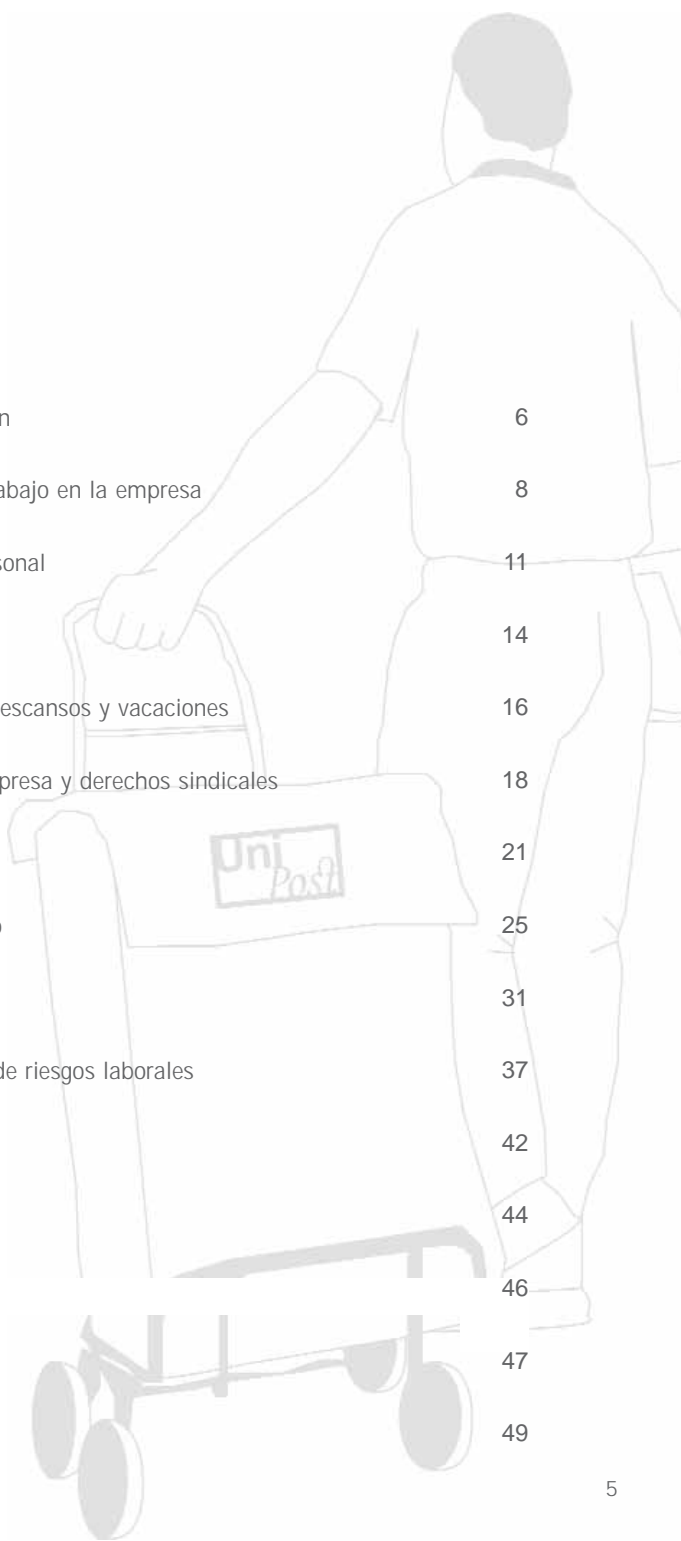 n 6
abajo en la empresa 8
sonal 11
14
escansos y vacaciones 16
presa y derechos sindicales 18
Uni
Post 21
o 25
31
de riesgos laborales 37
42
44
46
47
49
5